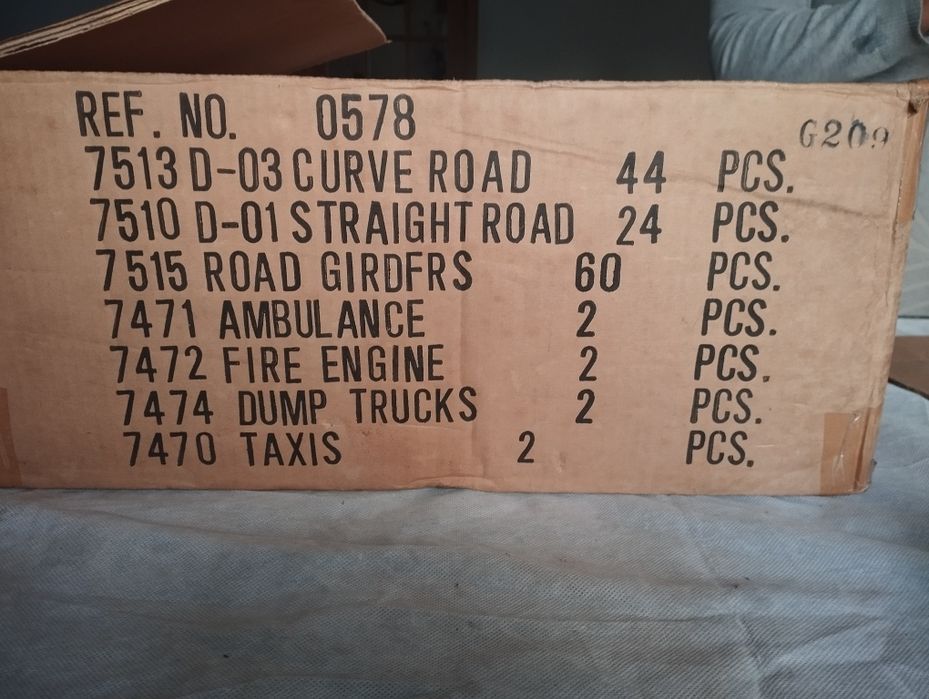 REF. NO. 0578
G209
7513 D-03 CURVE ROAD 44 PCS.
7510 D-01 STRAIGHT ROAD 24 PCS.
7515 ROAD GIRDFRS 60 PCS.
7471 AMBULANCE 2 PCS.
7472 FIRE ENGINE 2 PCS.
7474 DUMP TRUCKS 2 PCS.
7470 TAXIS 2 PCS.